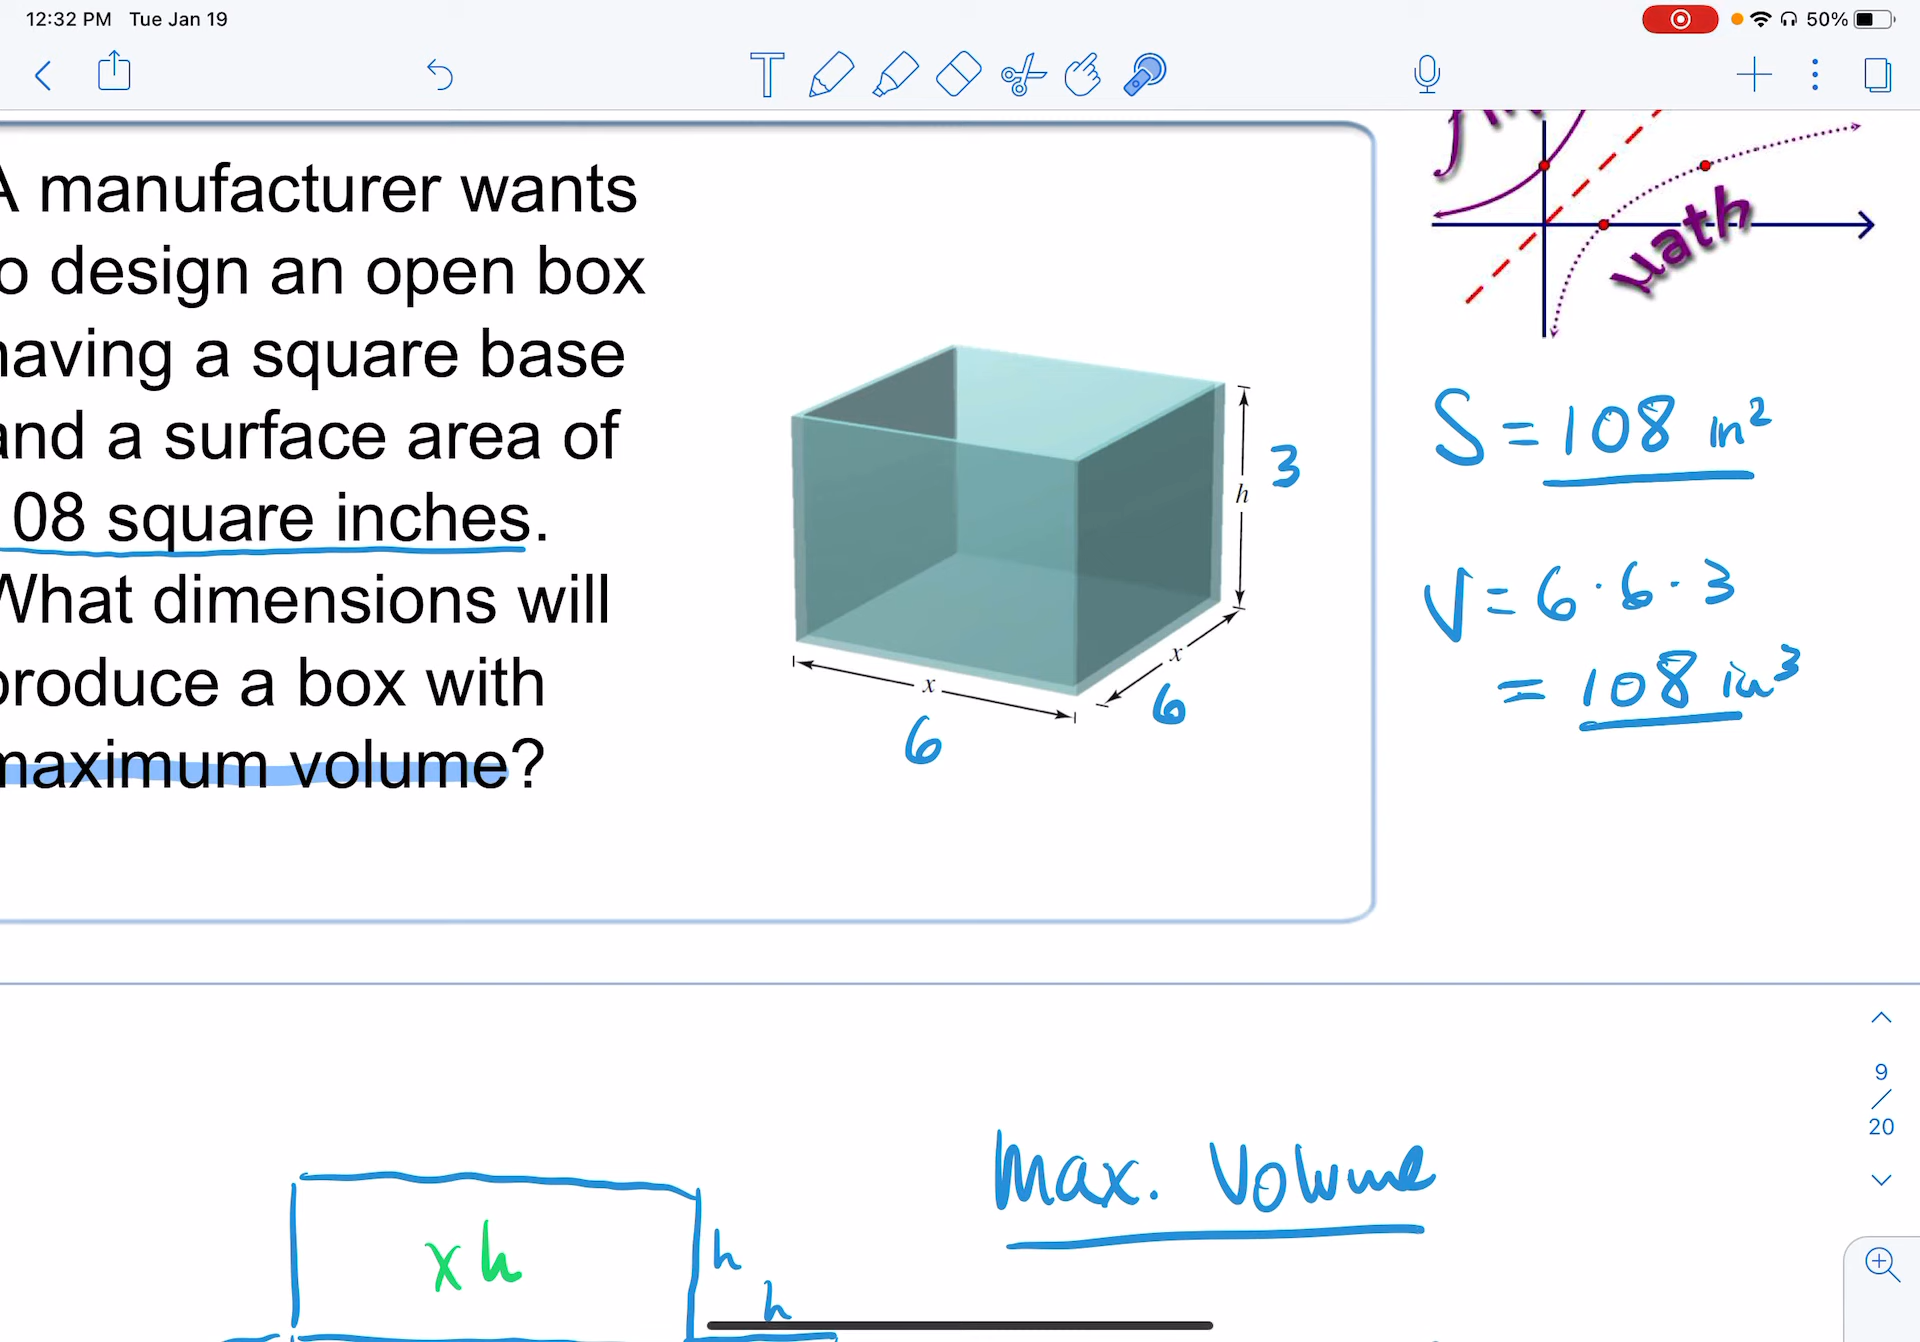 12:32 PM Tue Jan 19
50%
A manufacturer wants
o design an open box
having a square base
and a surface area of
08 square inches.
What dimensions will
produce a box with
maximum volume?
h
3
x
6
x
6
math
S = 108 in²
V = 6 · 6 · 3
= 108 in³
9
/
20
Max. Volume
xh
h
h